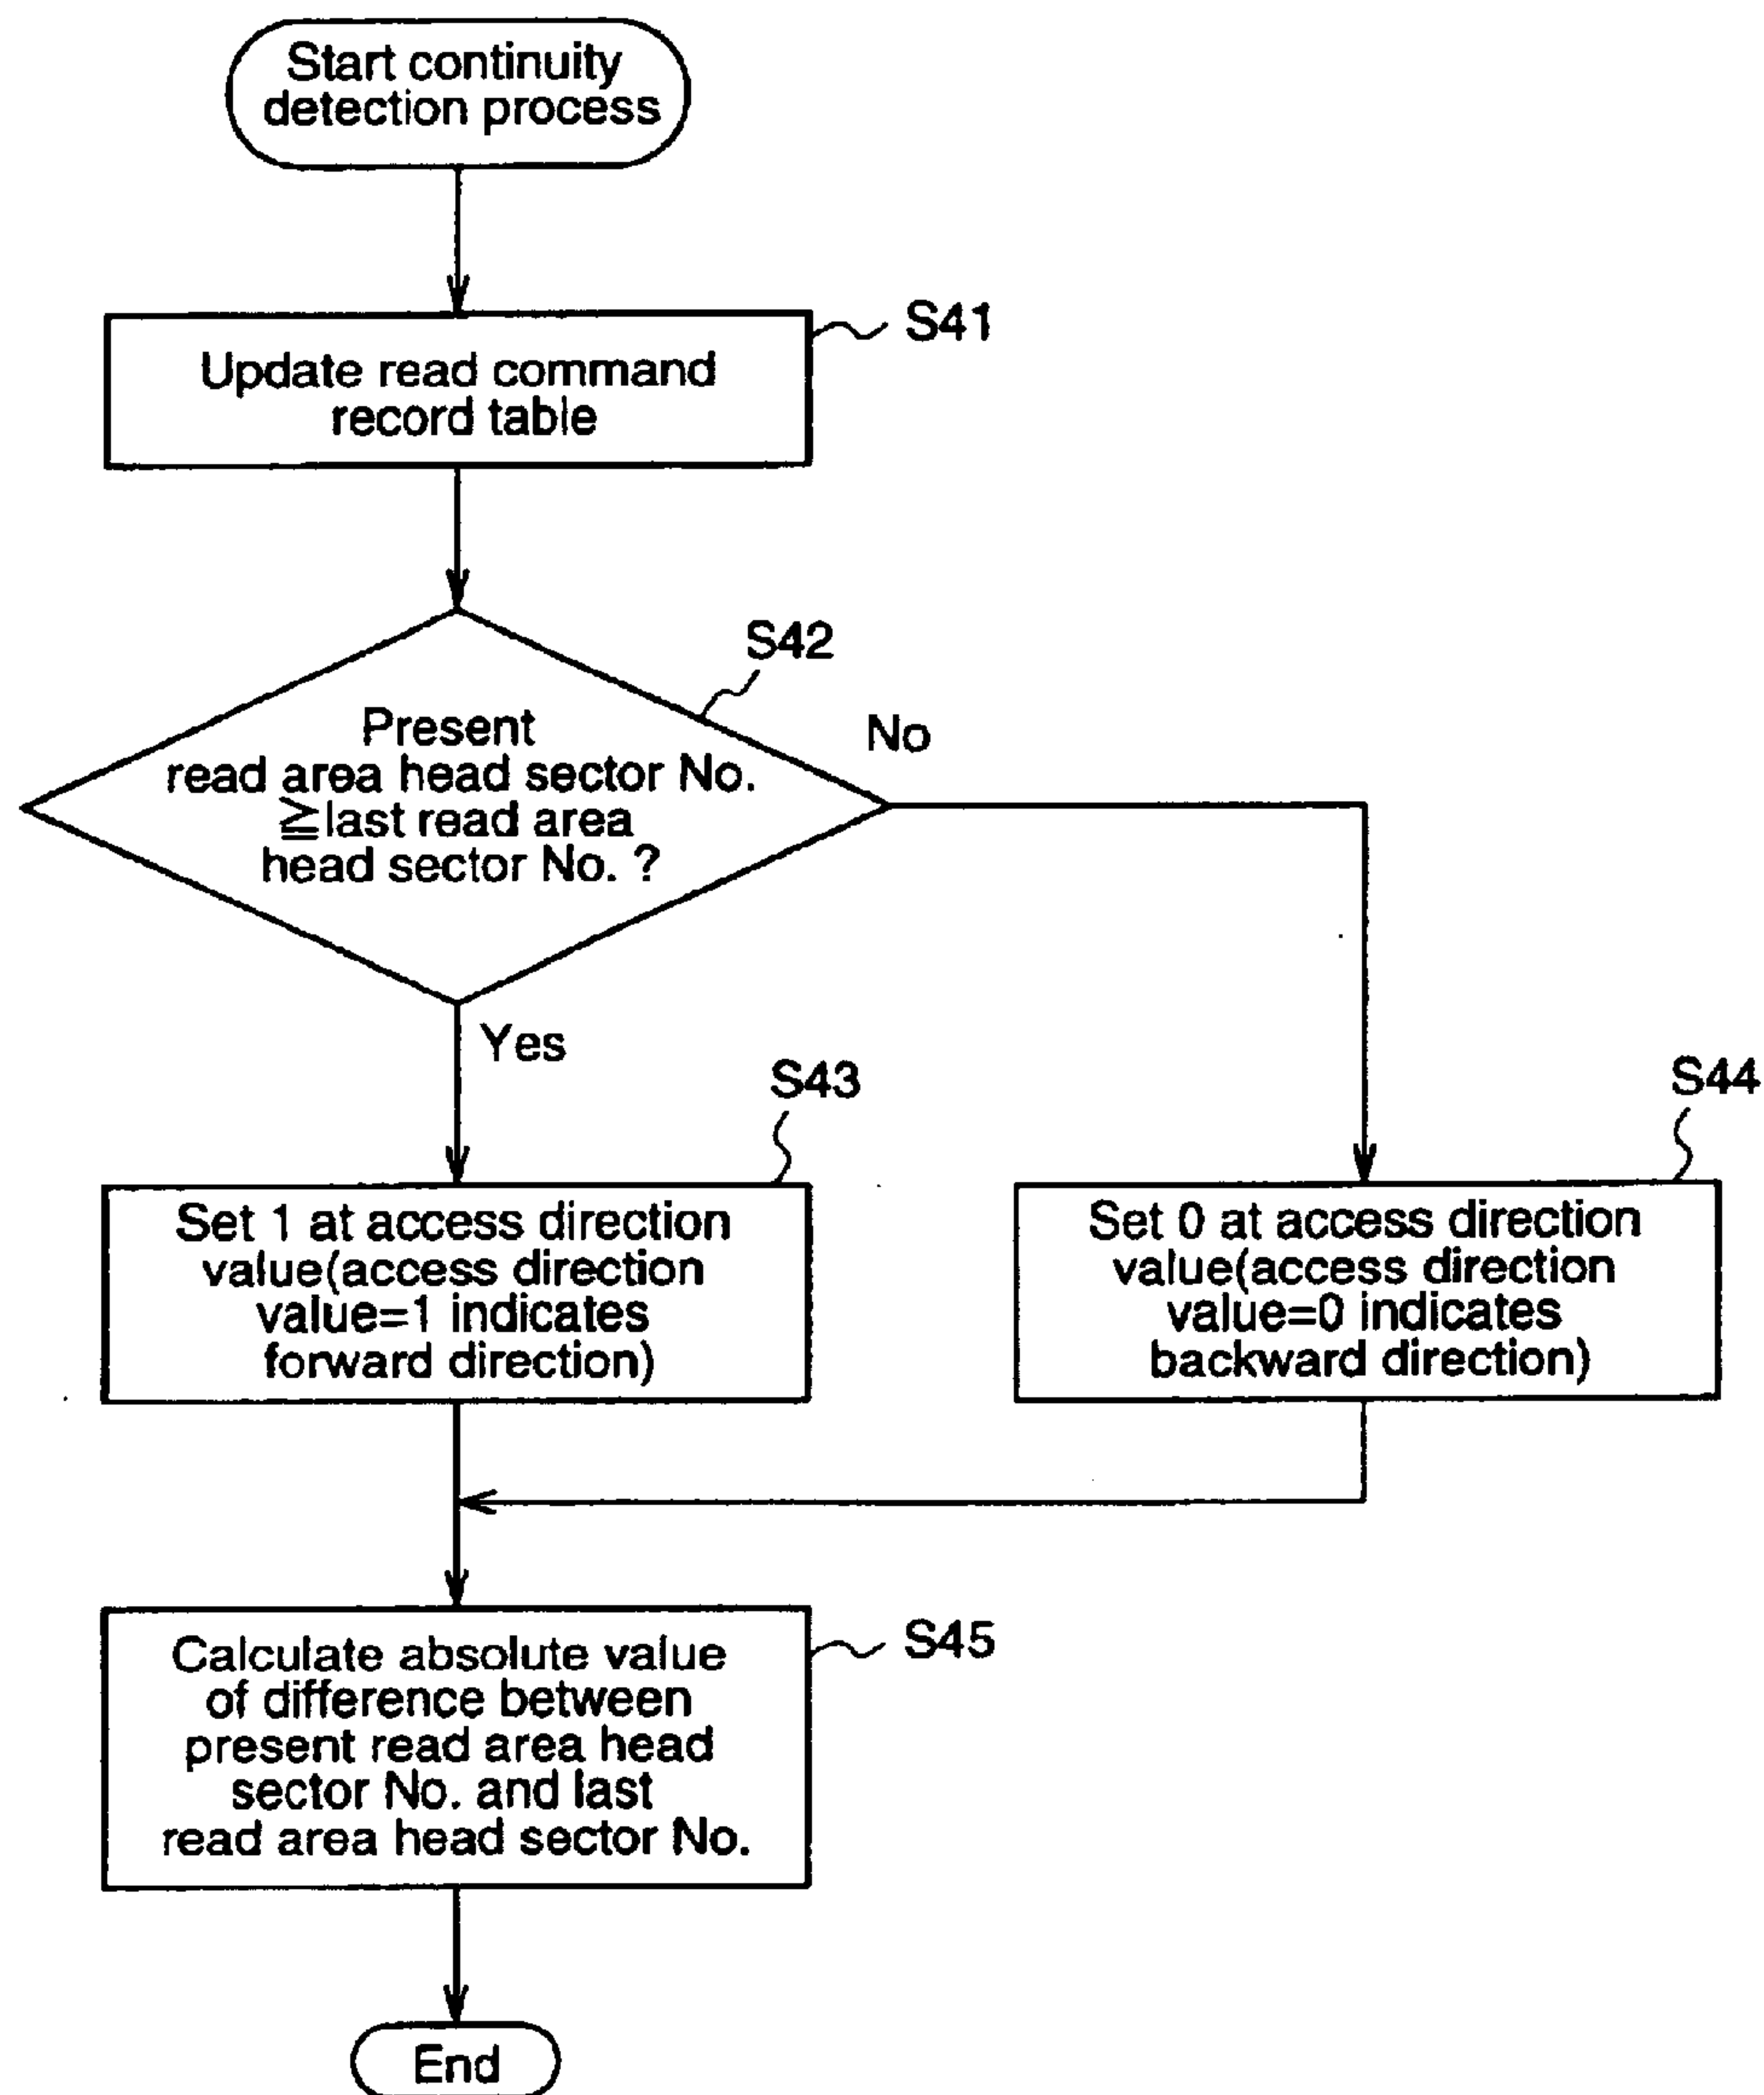 Start continuity
detection process
S41
Update read command
record table
S42
Present
read area head sector No.
≧last read area
head sector No. ?
No
Yes
S43
Set 1 at access direction
value(access direction
value=1 indicates
forward direction)
S44
Set 0 at access direction
value(access direction
value=0 indicates
backward direction)
S45
Calculate absolute value
of difference between
present read area head
sector No. and last
read area head sector No.
End